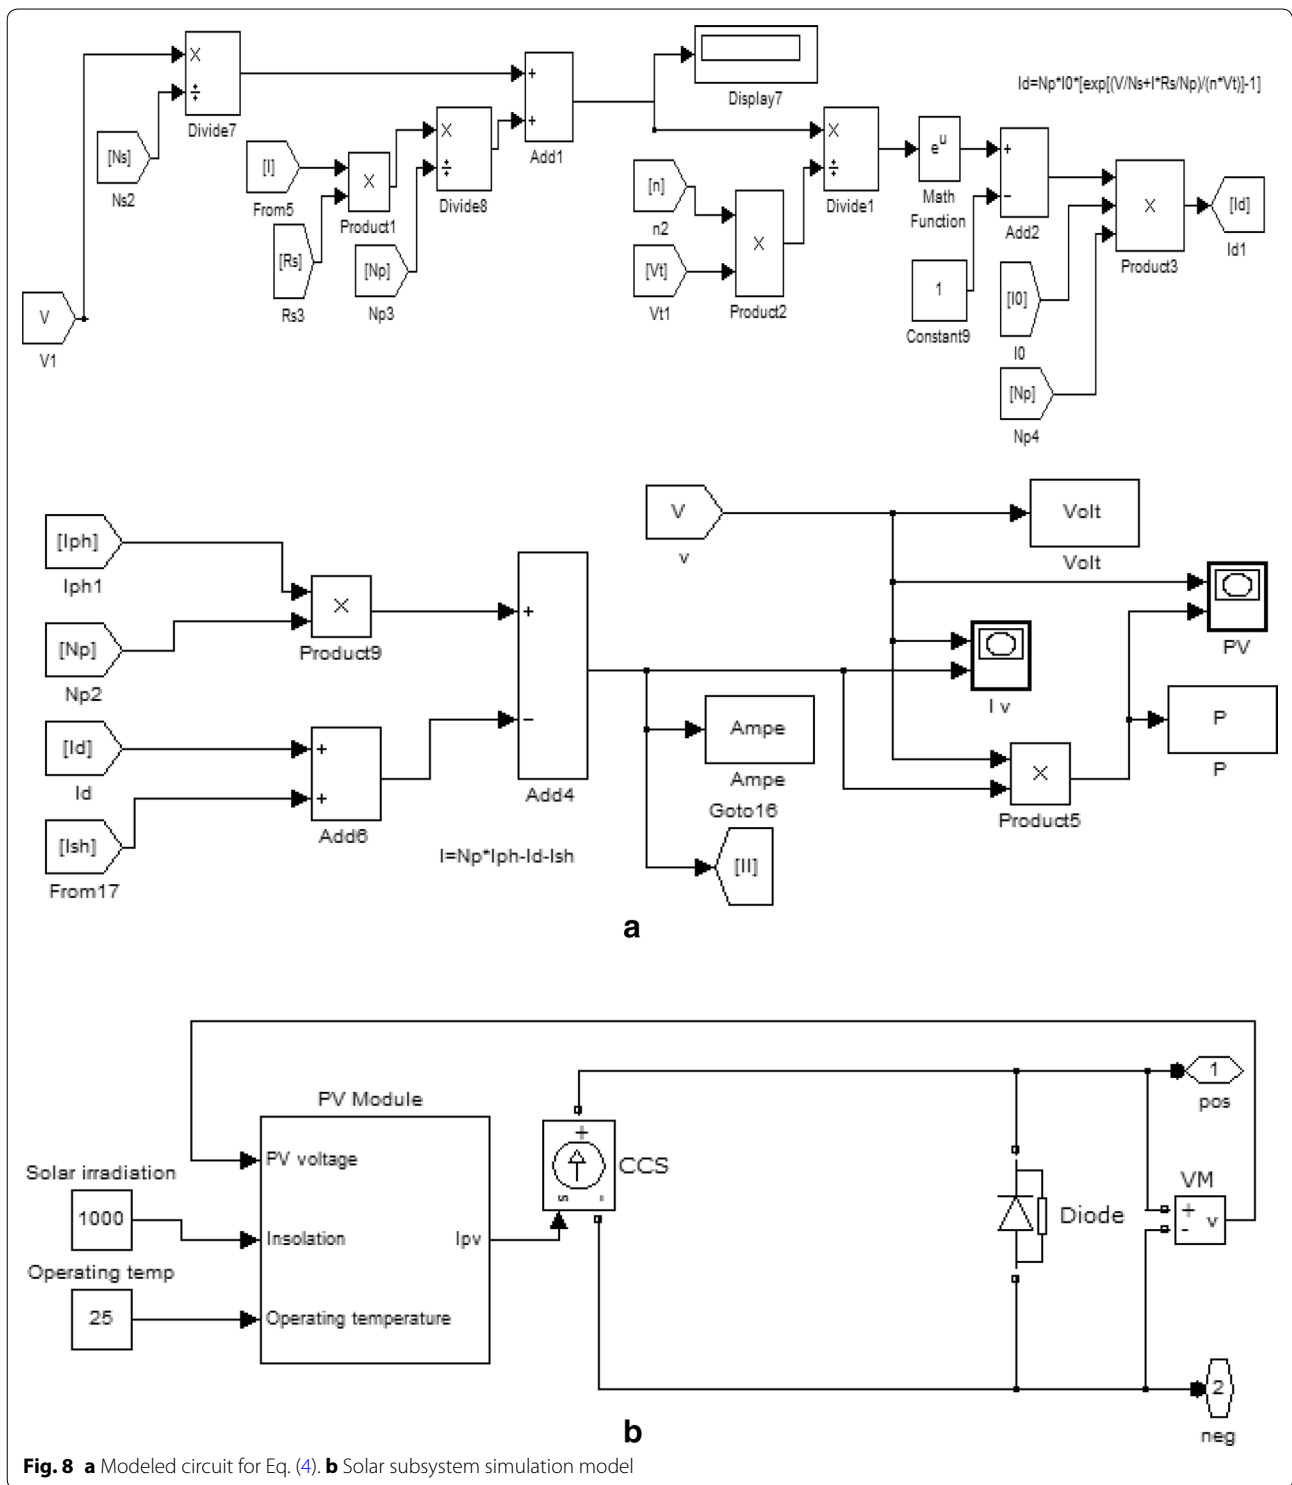 X
÷
Divide7
[Ns]
Ns2
V
V1
[I]
From5
[Rs]
Rs3
X
Product1
[Np]
Np3
X
÷
Divide8
+
+
Add1
Display7
[n]
n2
[Vt]
Vt1
X
Product2
X
÷
Divide1
e^u
Math
Function
1
Constant9
+
−
Add2
Id=Np*I0*[exp[(V/Ns+I*Rs/Np)/(n*Vt)]-1]
[I0]
I0
[Np]
Np4
X
Product3
[Id]
Id1
[Iph]
Iph1
[Np]
Np2
X
Product9
[Id]
Id
[Ish]
From17
+
+
Add6
+
−
Add4
I=Np*Iph-Id-Ish
V
v
Volt
Volt
PV
I v
Ampe
Ampe
Goto16
[II]
X
Product5
P
P
a
PV Module
PV voltage
Solar irradiation
1000
Insolation
Ipv
Operating temp
25
Operating temperature
+
s
−
CCS
Diode
VM
+
-
v
1
pos
2
neg
b
Fig. 8 a Modeled circuit for Eq. (4). b Solar subsystem simulation model